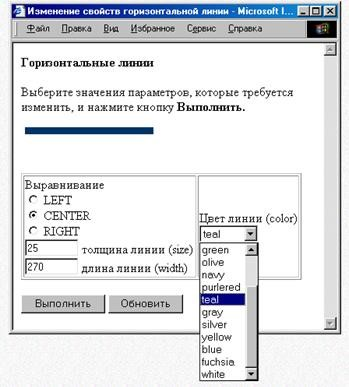 Изменение свойств горизонтальной линии - Microsoft I...
Файл Правка Вид Избранное Сервис Справка
Горизонтальные линии
Выберите значения параметров, которые требуется
изменить, и нажмите кнопку Выполнить.
Выравнивание
LEFT
CENTER
RIGHT
25 толщина линии (size)
270 длина линии (width)
Цвет линии (color)
teal
green
olive
navy
purlered
teal
gray
silver
yellow
blue
fuchsia
white
Выполнить Обновить